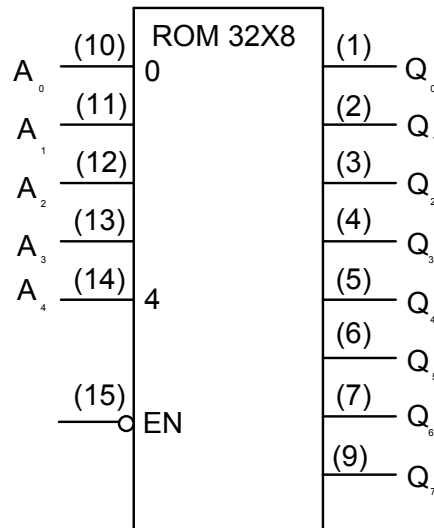 (10) ROM 32X8 (1)
A₀ 0 Q₀
(11) (2)
A₁ Q
(12) (3)
A₂ Q₂
(13) (4)
A₃ Q₃
(14) (5)
A₄ 4 Q₄
(6)
Q₅
(15) EN (7)
Q₆
(9)
Q₇